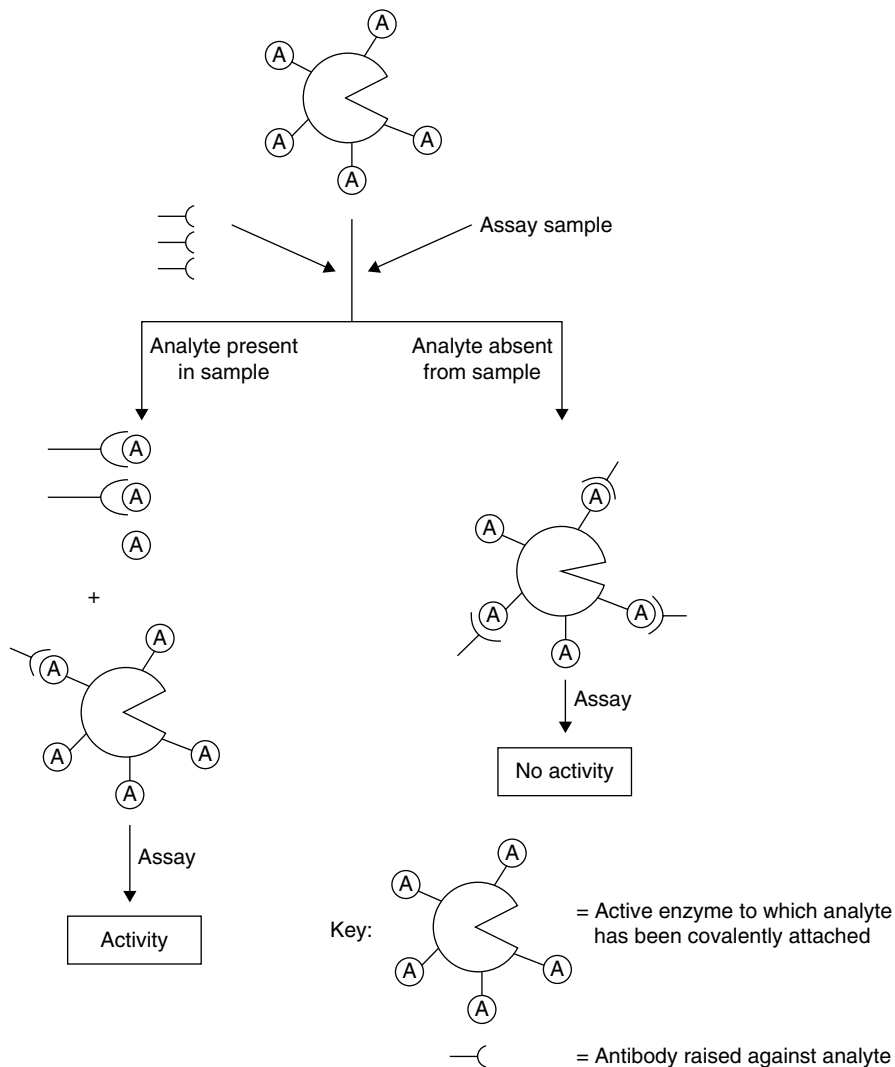 A
A
A
A
A
Assay sample
Analyte present
in sample
Analyte absent
from sample
A
A
A
+
A
A
A
A
A
Assay
Activity
A
A
A
A
A
Assay
No activity
Key:
A
A
A
A
A
= Active enzyme to which analyte
has been covalently attached
= Antibody raised against analyte